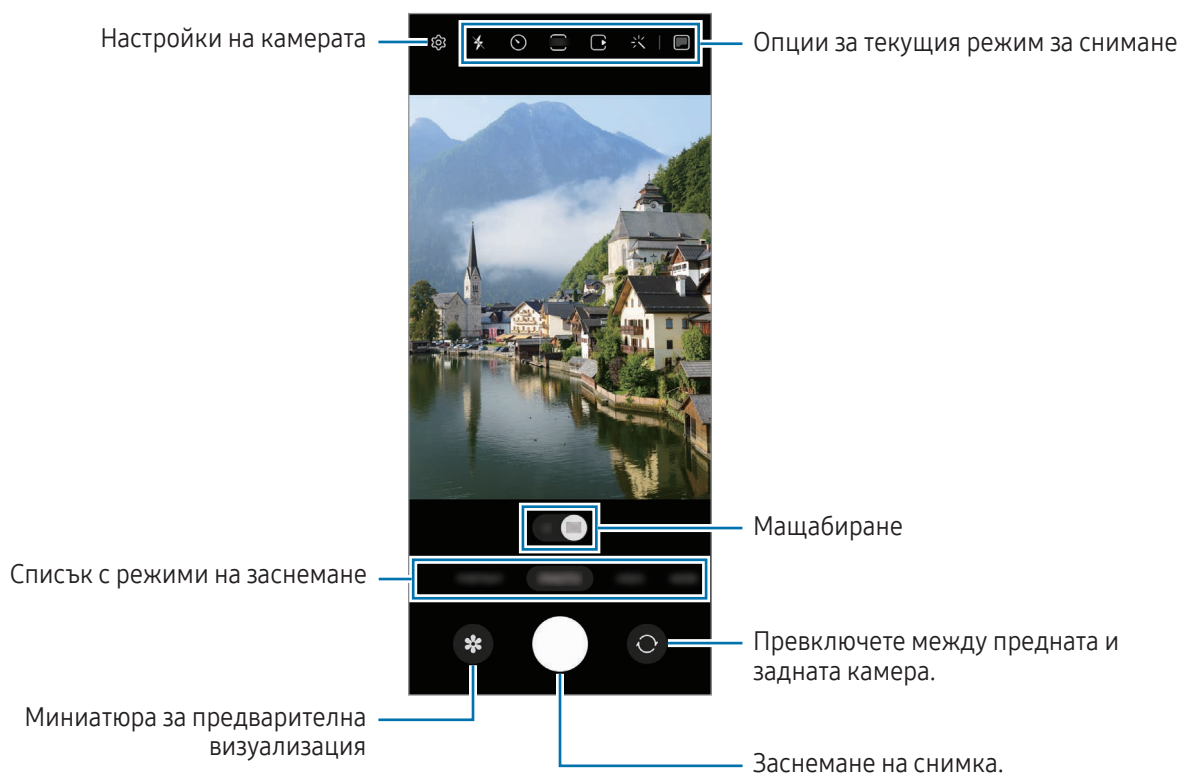 Настройки на камерата
Опции за текущия режим за снимане
Мащабиране
Списък с режими на заснемане
Превключете между предната и
задната камера.
Миниатюра за предварителна
визуализация
Заснемане на снимка.